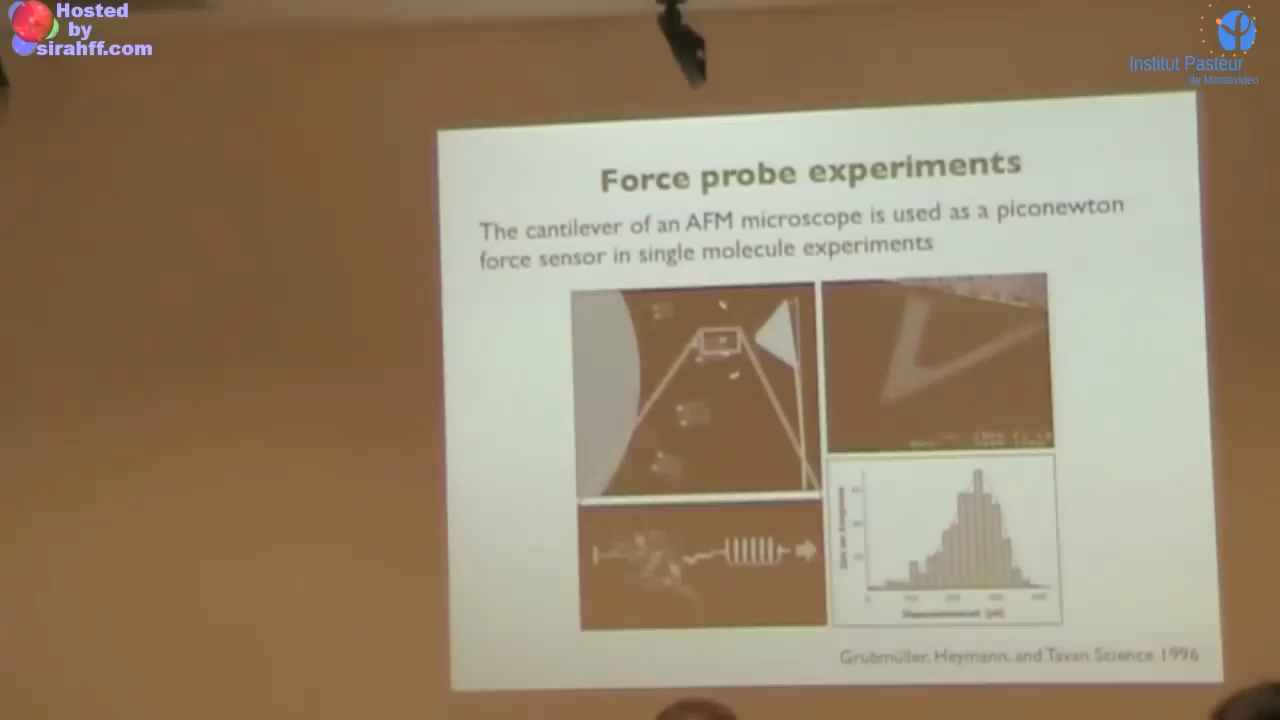 Hosted
by
sirahff.com
Institut Pasteur
de Montevideo
Force probe experiments
The cantilever of an AFM microscope is used as a piconewton
force sensor in single molecule experiments
Grubmüller, Heymann, and Tavan Science 1996